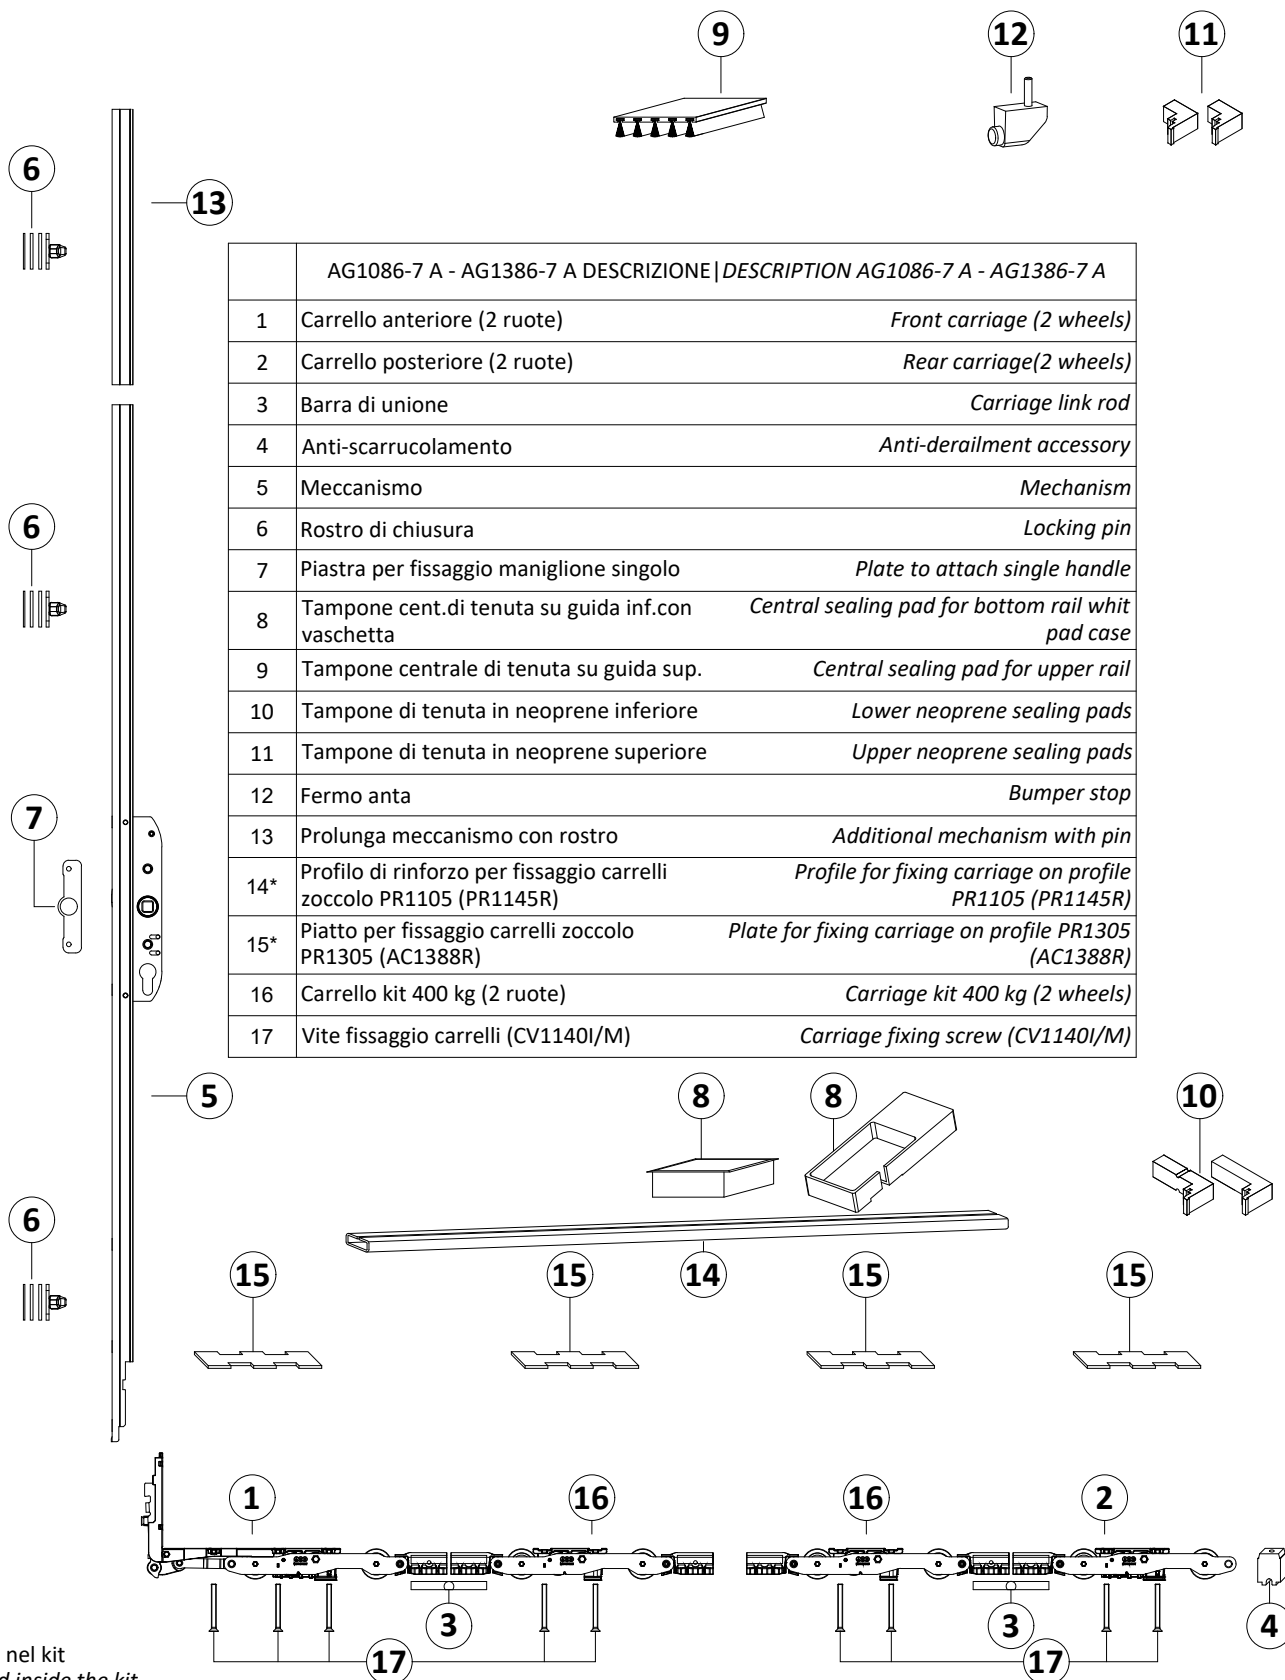 9
12
11
6
13
AG1086-7 A - AG1386-7 A DESCRIZIONE|DESCRIPTION AG1086-7 A - AG1386-7 A
1 Carrello anteriore (2 ruote) Front carriage (2 wheels)
2 Carrello posteriore (2 ruote) Rear carriage(2 wheels)
3 Barra di unione Carriage link rod
4 Anti-scarrucolamento Anti-derailment accessory
5 Meccanismo Mechanism
6 Rostro di chiusura Locking pin
7 Piastra per fissaggio maniglione singolo Plate to attach single handle
8 Tampone cent.di tenuta su guida inf.con Central sealing pad for bottom rail whit
vaschetta pad case
9 Tampone centrale di tenuta su guida sup. Central sealing pad for upper rail
10 Tampone di tenuta in neoprene inferiore Lower neoprene sealing pads
11 Tampone di tenuta in neoprene superiore Upper neoprene sealing pads
12 Fermo anta Bumper stop
13 Prolunga meccanismo con rostro Additional mechanism with pin
14* Profilo di rinforzo per fissaggio carrelli Profile for fixing carriage on profile
zoccolo PR1105 (PR1145R) PR1105 (PR1145R)
15* Piatto per fissaggio carrelli zoccolo Plate for fixing carriage on profile PR1305
PR1305 (AC1388R) (AC1388R)
16 Carrello kit 400 kg (2 ruote) Carriage kit 400 kg (2 wheels)
17 Vite fissaggio carrelli (CV1140I/M) Carriage fixing screw (CV1140I/M)
6
7
5
8
8
10
6
15
15
14
15
15
1
16
16
2
3
3
4
17
17
nel kit
inside the kit